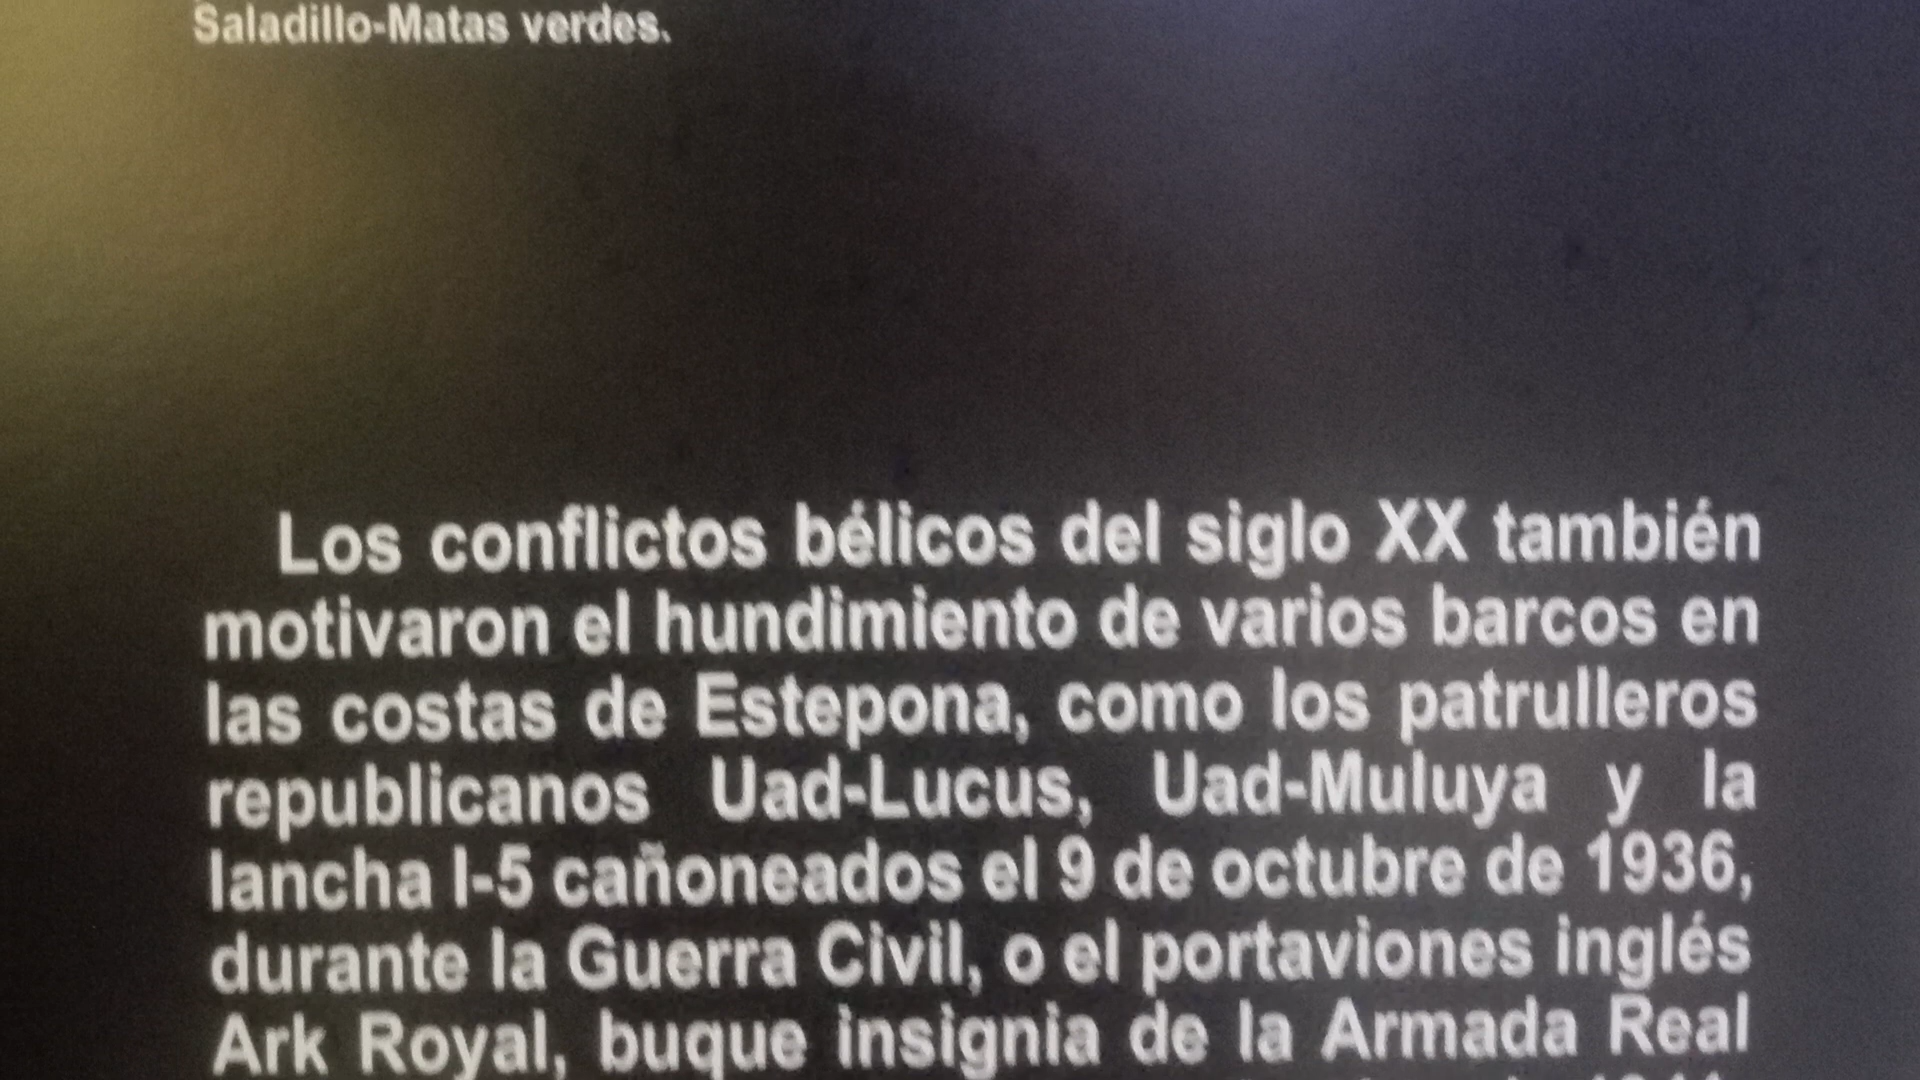 Saladillo-Matas verdes.
Los conflictos bélicos del siglo XX también
motivaron el hundimiento de varios barcos en
las costas de Estepona, como los patrulleros
republicanos Uad-Lucus, Uad-Muluya y la
lancha I-5 cañoneados el 9 de octubre de 1936,
durante la Guerra Civil, o el portaviones inglés
Ark Royal, buque insignia de la Armada Real